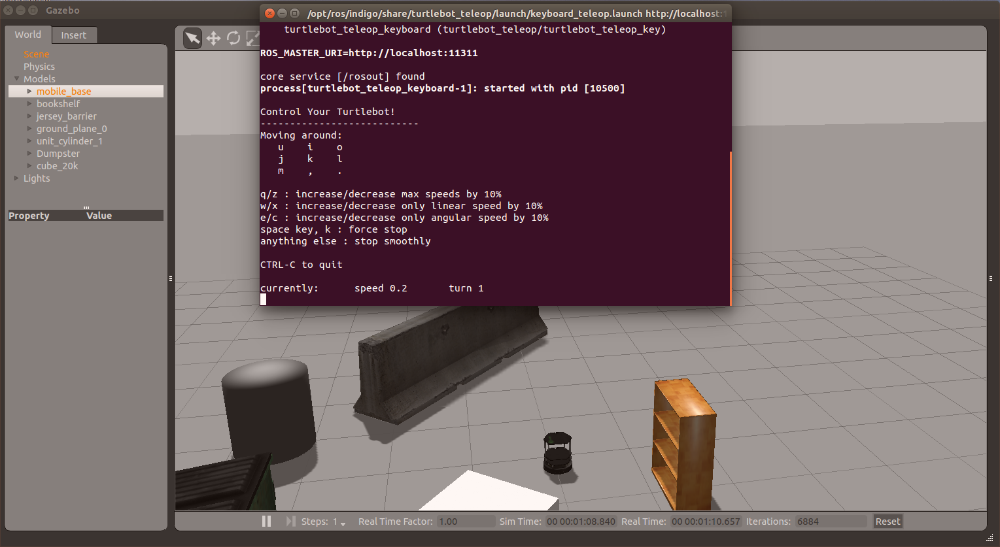 Gazebo
World Insert
Scene
Physics
Models
mobile_base
bookshelf
jersey_barrier
ground_plane_0
unit_cylinder_1
Dumpster
cube_20k
Lights
Property Value
/opt/ros/indigo/share/turtlebot_teleop/launch/keyboard_teleop.launch http://localhost:1
turtlebot_teleop_keyboard (turtlebot_teleop/turtlebot_teleop_key)
ROS_MASTER_URI=http://localhost:11311
core service [/rosout] found
process[turtlebot_teleop_keyboard-1]: started with pid [10500]
Control Your Turtlebot!
---------------------------
Moving around:
u i o
j k l
m , .
q/z : increase/decrease max speeds by 10%
w/x : increase/decrease only linear speed by 10%
e/c : increase/decrease only angular speed by 10%
space key, k : force stop
anything else : stop smoothly
CTRL-C to quit
currently: speed 0.2 turn 1
Steps: 1 Real Time Factor: 1.00 Sim Time: 00 00:01:08.840 Real Time: 00 00:01:10.657 Iterations: 6884 Reset